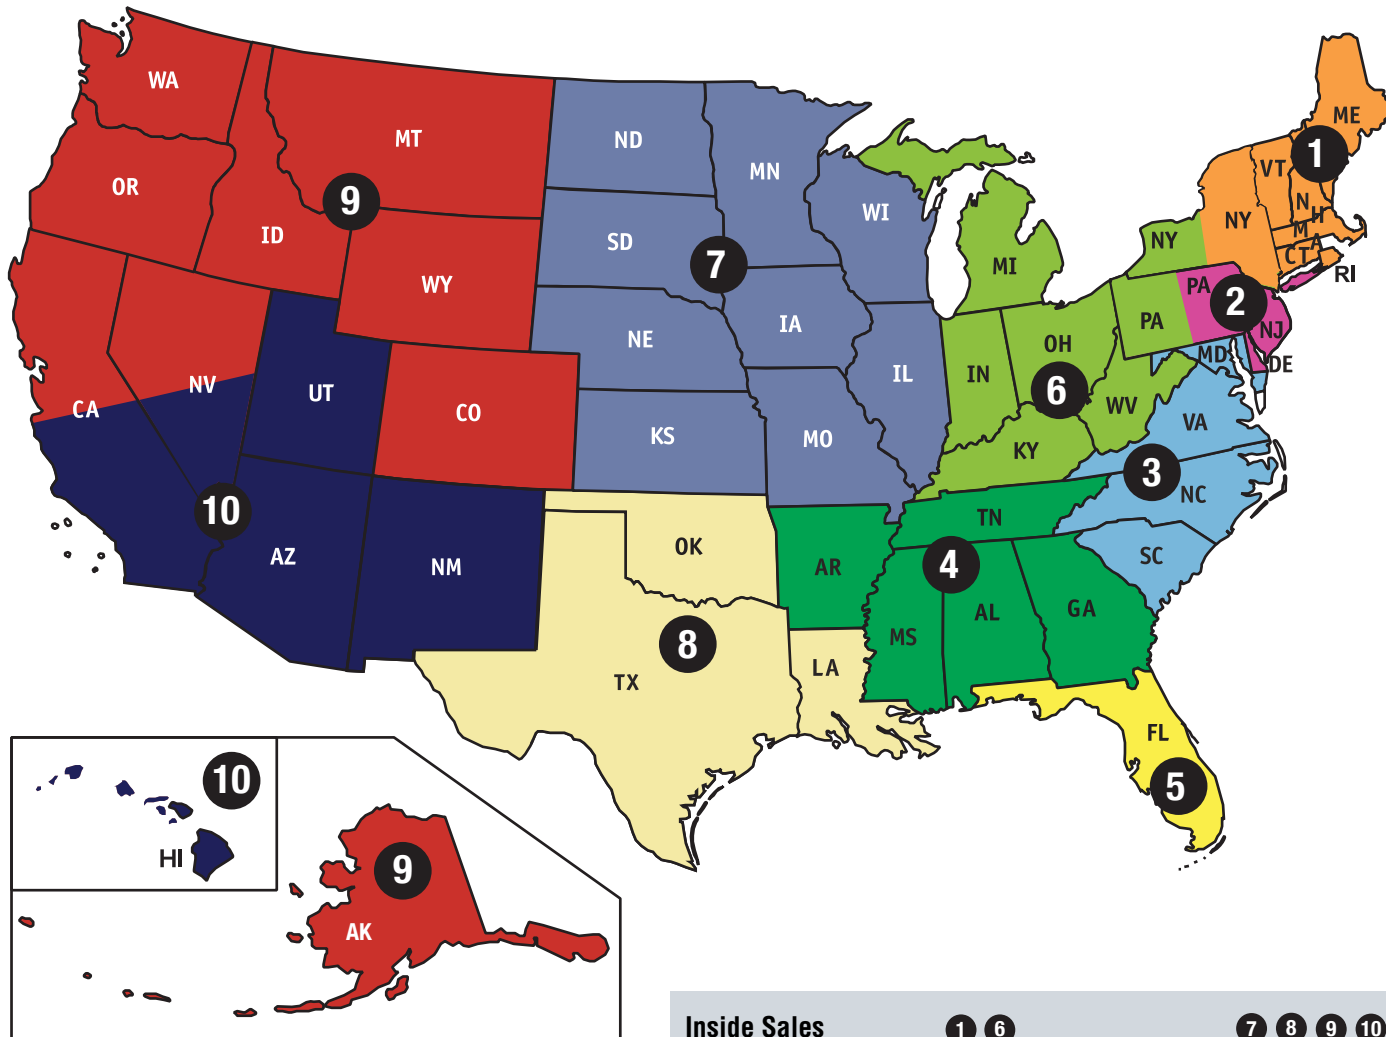 WA
MT
ND
MN
ME
1
VT
OR
9
ID
SD
WI
N
H
NY
NY
M
A
7
MI
CT
RI
WY
PA
2
NE
IA
PA
NJ
OH
MD
DE
NV
UT
CA
CO
IL
IN
6
WV
VA
KS
MO
KY
3
NC
10
TN
AZ
NM
OK
AR
4
SC
MS
AL
GA
8
TX
LA
FL
5
10
HI
9
AK
Inside Sales 1 6 7 8 9 10